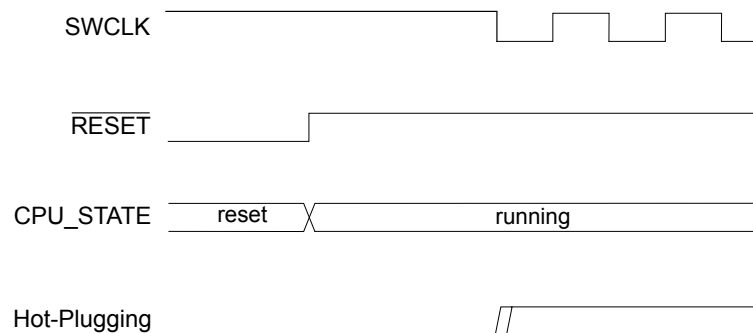 SWCLK
RESET
CPU_STATE
reset
running
Hot-Plugging